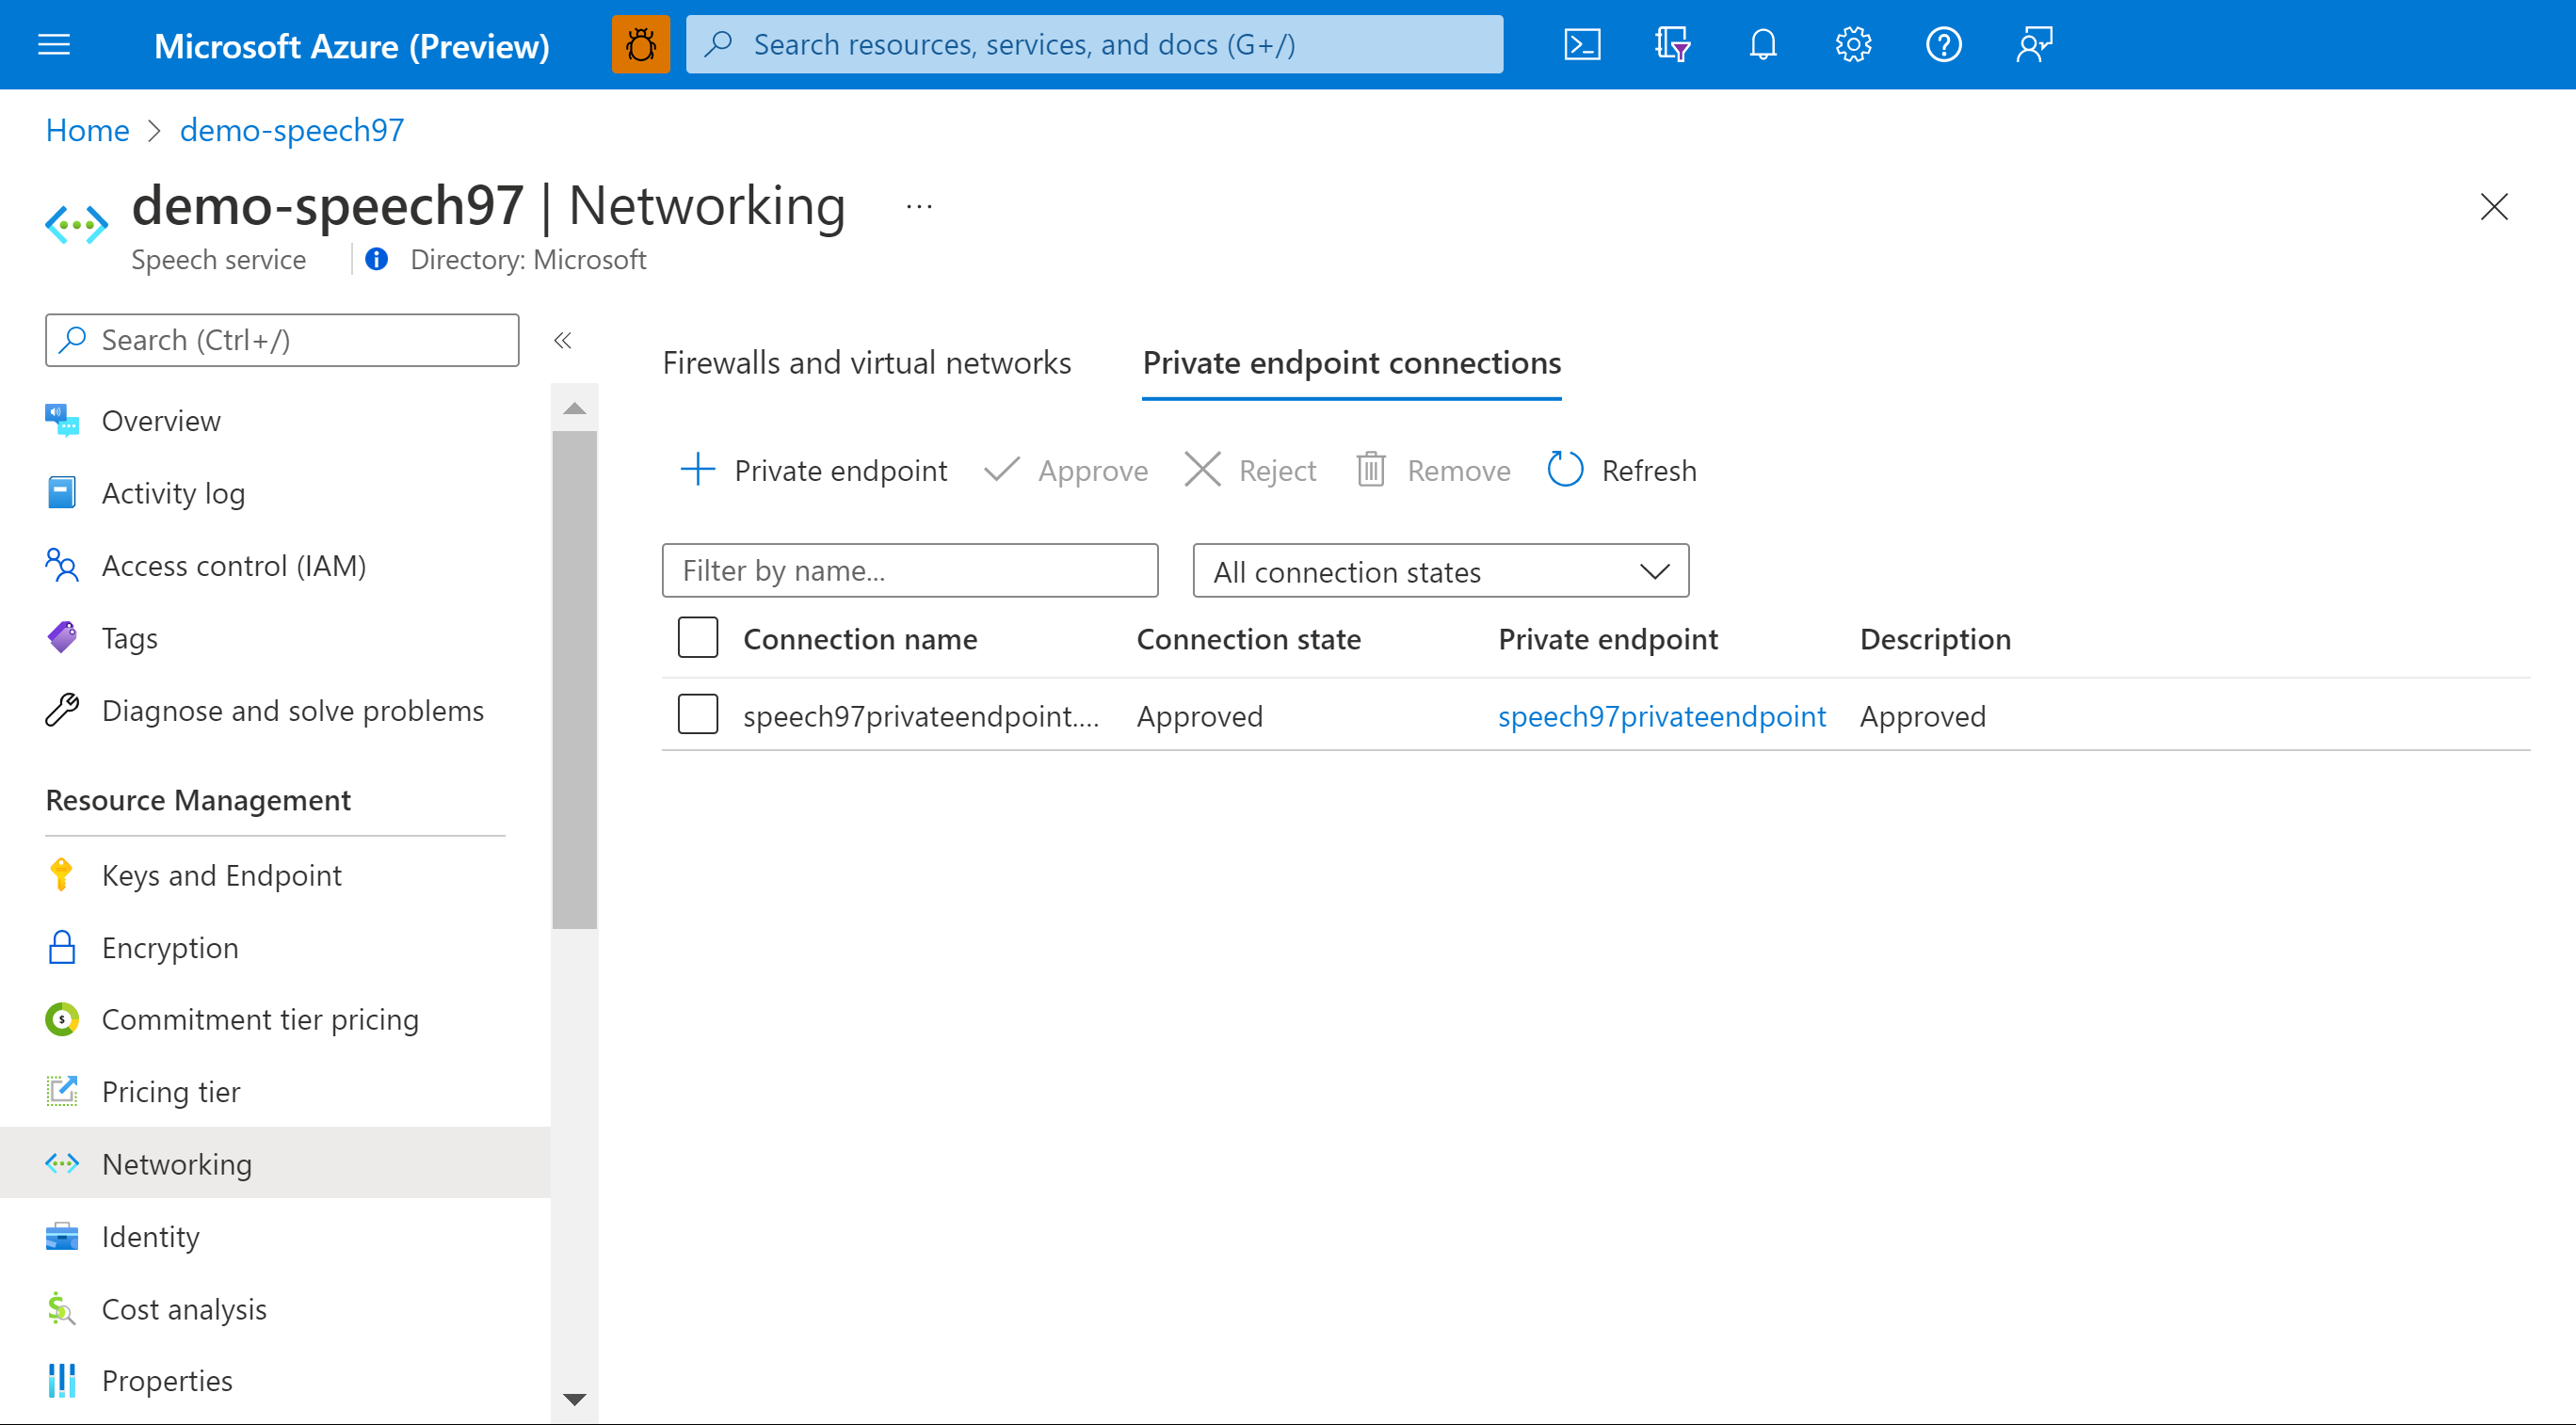 Microsoft Azure (Preview)
Search resources, services, and docs (G+/)
Home > demo-speech97
demo-speech97 | Networking ...
Speech service
Directory: Microsoft
Search (Ctrl+/)
Overview
Activity log
Access control (IAM)
Tags
Diagnose and solve problems
Resource Management
Keys and Endpoint
Encryption
Commitment tier pricing
Pricing tier
Networking
Identity
Cost analysis
Properties
Firewalls and virtual networks
Private endpoint connections
Private endpoint
Approve
Reject
Remove
Refresh
Filter by name...
All connection states
Connection name Connection state Private endpoint Description
speech97privateendpoint.... Approved speech97privateendpoint Approved